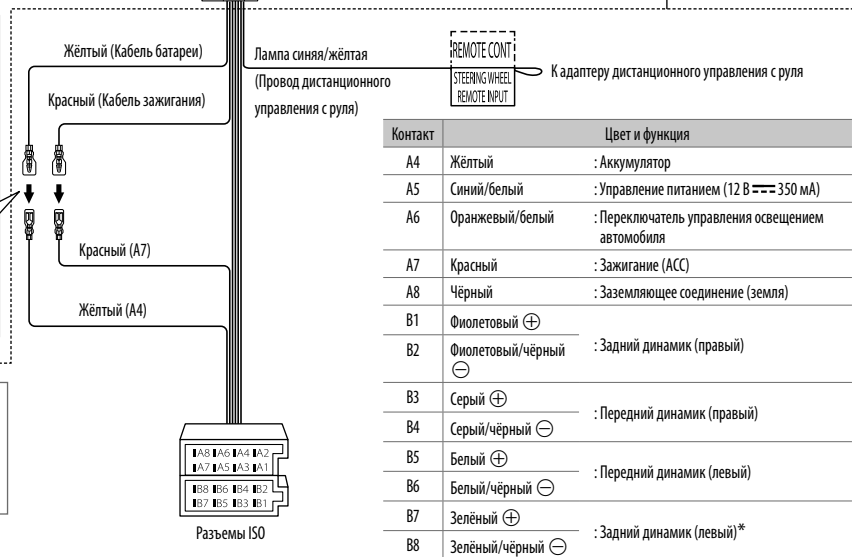 Жёлтый (Кабель батареи)
Красный (Кабель зажигания)
Лампа синяя/жёлтая
(Провод дистанционного
управления с руля)
REMOTE CONT
STEERING WHEEL
REMOTE INPUT
К адаптеру дистанционного управления с руля
Красный (A7)
Жёлтый (A4)
A8 A6 A4 A2
A7 A5 A3 A1
B8 B6 B4 B2
B7 B5 B3 B1
Разъемы ISO
Контакт Цвет и функция
A4 Жёлтый : Аккумулятор
A5 Синий/белый : Управление питанием (12 В ⎓ 350 мА)
A6 Оранжевый/белый : Переключатель управления освещением
автомобиля
A7 Красный : Зажигание (ACC)
A8 Чёрный : Заземляющее соединение (земля)
B1 Фиолетовый ⊕
: Задний динамик (правый)
B2 Фиолетовый/чёрный
⊖
B3 Серый ⊕
: Передний динамик (правый)
B4 Серый/чёрный ⊖
B5 Белый ⊕
: Передний динамик (левый)
B6 Белый/чёрный ⊖
B7 Зелёный ⊕
: Задний динамик (левый)*
B8 Зелёный/чёрный ⊖